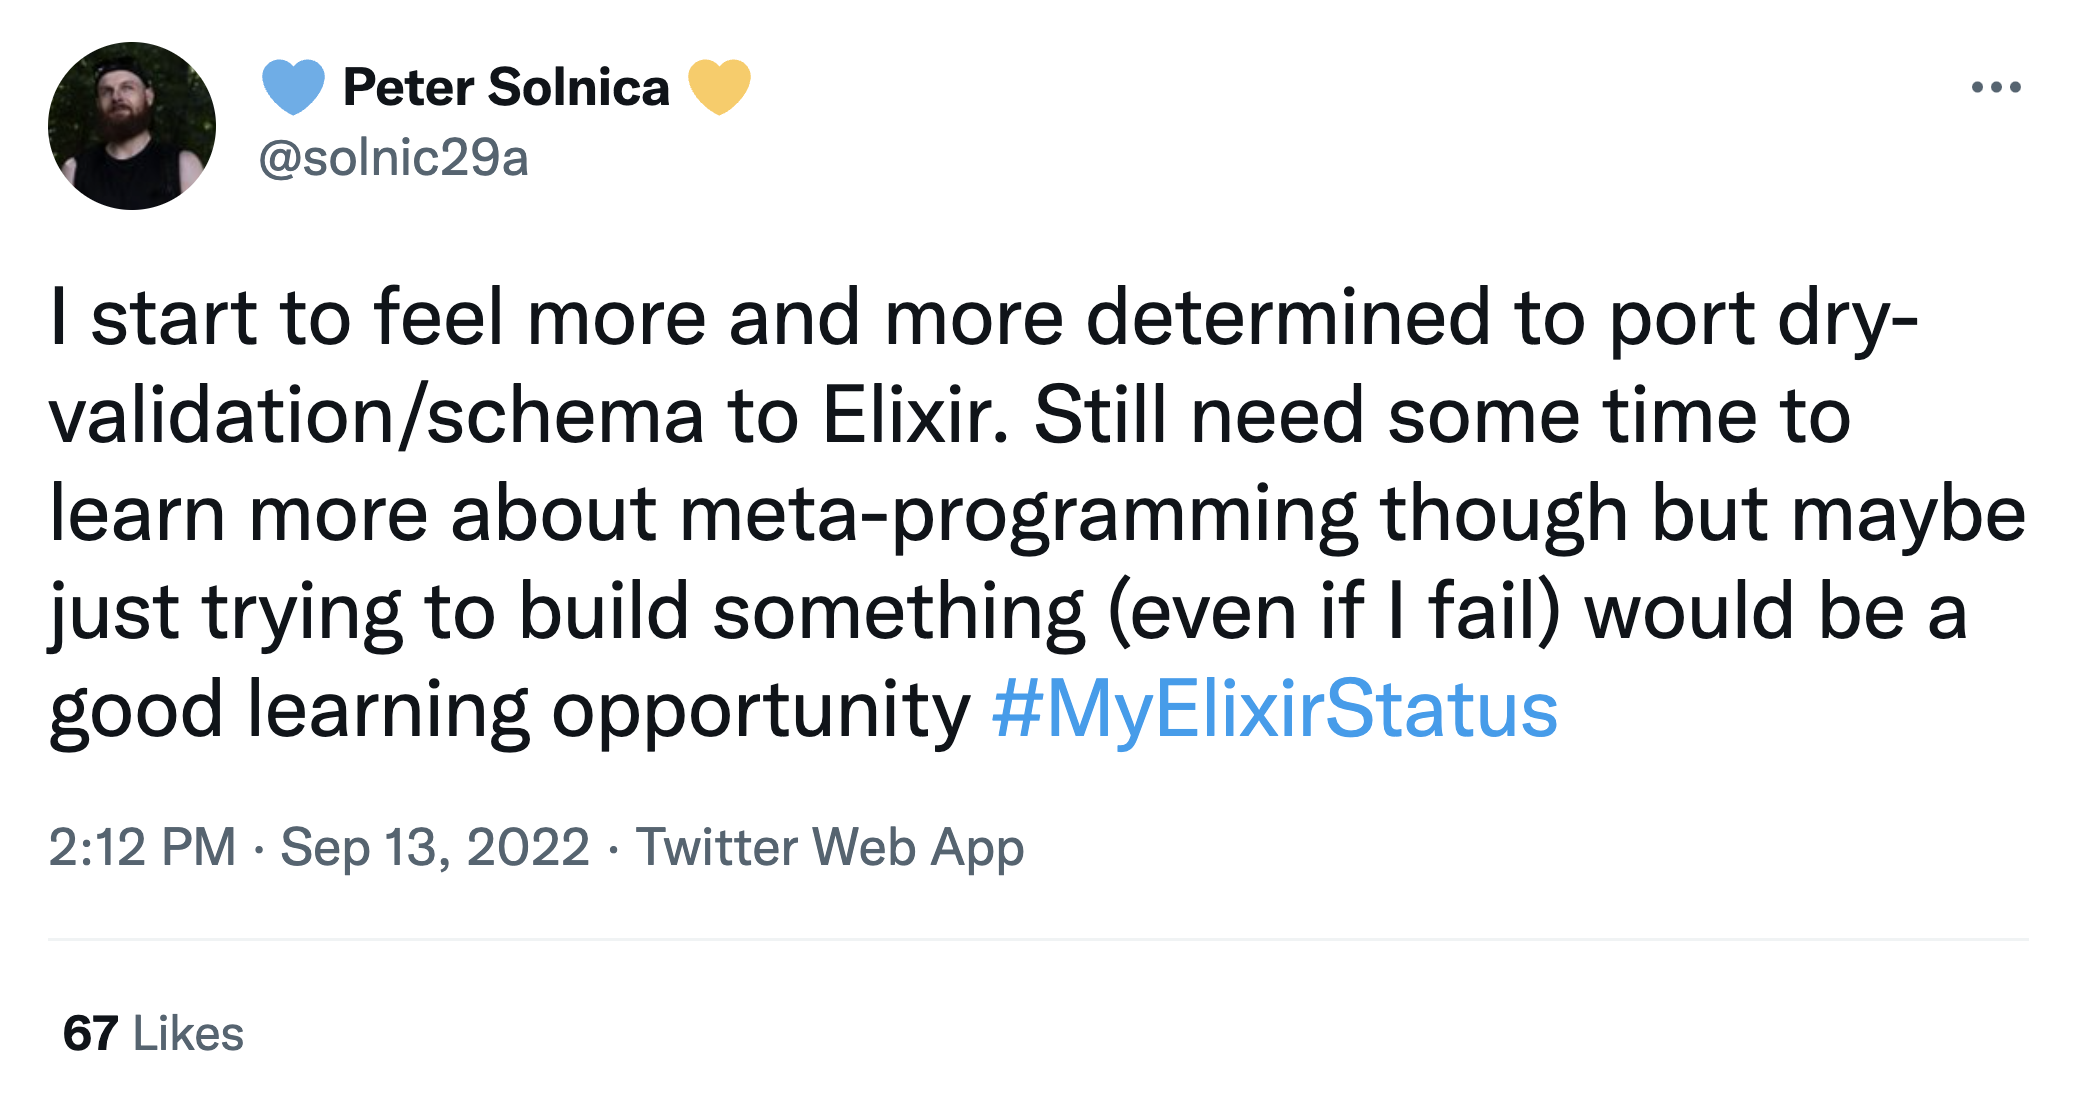 💙 Peter Solnica 💛
@solnic29a
I start to feel more and more determined to port dry-
validation/schema to Elixir. Still need some time to
learn more about meta-programming though but maybe
just trying to build something (even if I fail) would be a
good learning opportunity #MyElixirStatus
2:12 PM · Sep 13, 2022 · Twitter Web App
67 Likes